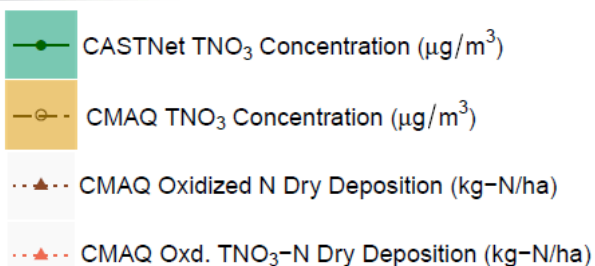 CASTNet TNO₃ Concentration (μg/m³)
CMAQ TNO₃ Concentration (μg/m³)
CMAQ Oxidized N Dry Deposition (kg−N/ha)
CMAQ Oxd. TNO₃−N Dry Deposition (kg−N/ha)